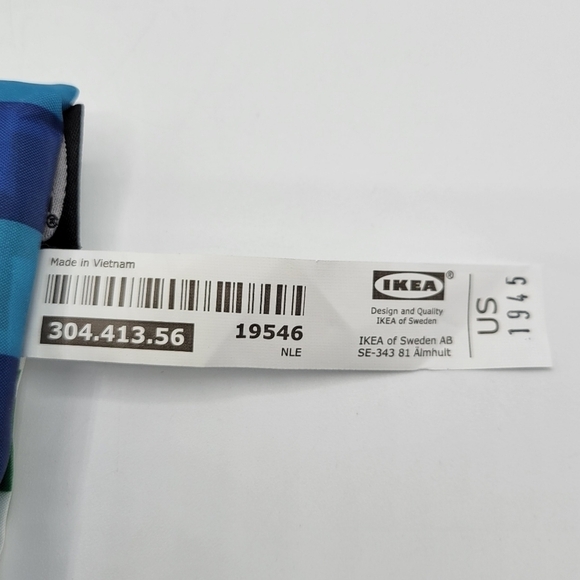 Made in Vietnam
304.413.56
19546
NLE
IKEA®
Design and Quality
IKEA of Sweden
IKEA of Sweden AB
SE-343 81 Älmhult
US
1945
®